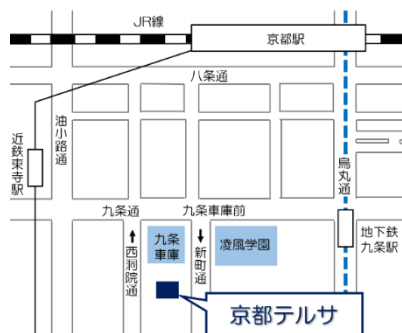 JR線
京都駅
八条通
近鉄東寺駅
油小路通
烏丸通
九条通
九条車庫前
地下鉄
九条駅
西洞院通
九条
車庫
新町通
凌風学園
京都テルサ